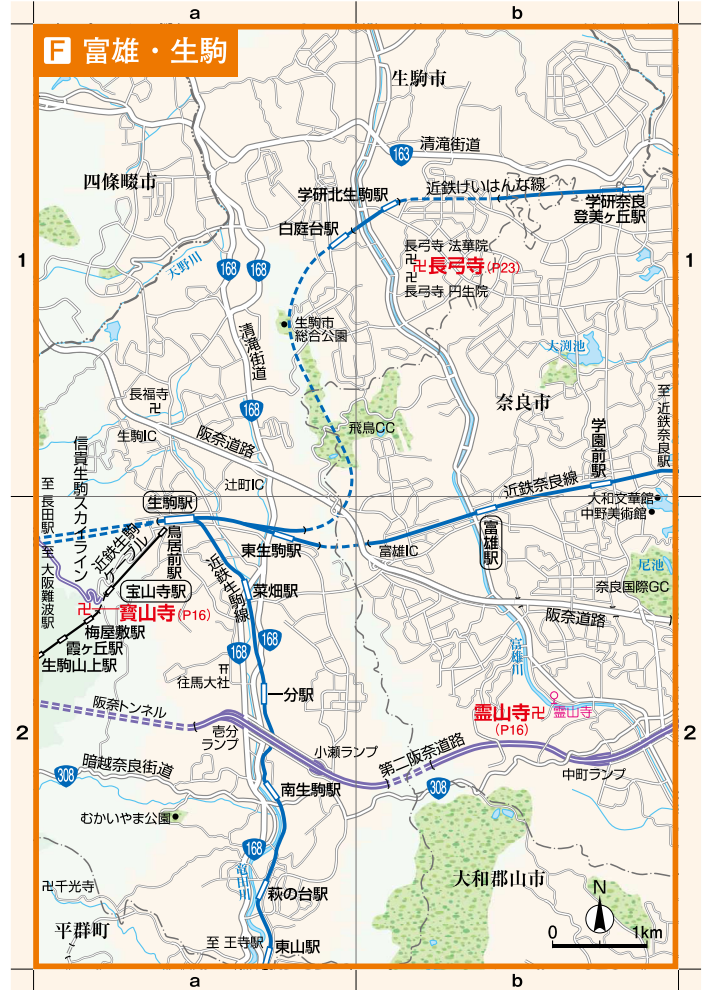 a
b
F 富雄・生駒
生駒市
清滝街道
163
四條畷市
学研北生駒駅
近鉄けいはんな線
学研奈良
登美ヶ丘駅
白庭台駅
1
1
天野川
168
168
長弓寺 法華院
卍長弓寺(P23)
卍
長弓寺 円生院
生駒市
総合公園
清滝街道
大渕池
長福寺
卍
生駒IC
168
阪奈道路
飛鳥CC
奈良市
学園前駅
至 近鉄奈良駅
信貴生駒スカイライン
辻町IC
近鉄奈良線
至 長田駅
至 大阪難波駅
生駒駅
大和文華館
中野美術館
鳥居前駅
近鉄生駒
ケーブル
東生駒駅
富雄IC
富雄駅
尼池
宝山寺駅
近鉄生駒線
菜畑駅
奈良国際GC
卍
寳山寺(P16)
梅屋敷駅
霞ヶ丘駅
生駒山上駅
168
168
阪奈道路
富雄川
往馬大社
一分駅
霊山寺卍
(P16)
霊山寺
阪奈トンネル
2
2
壱分
ランプ
小瀬ランプ
第二阪奈道路
中町ランプ
308
暗越奈良街道
南生駒駅
308
むかいやま公園
168
竜田川
卍千光寺
萩の台駅
大和郡山市
N
平群町
至 王寺駅
東山駅
0 1km
a
b